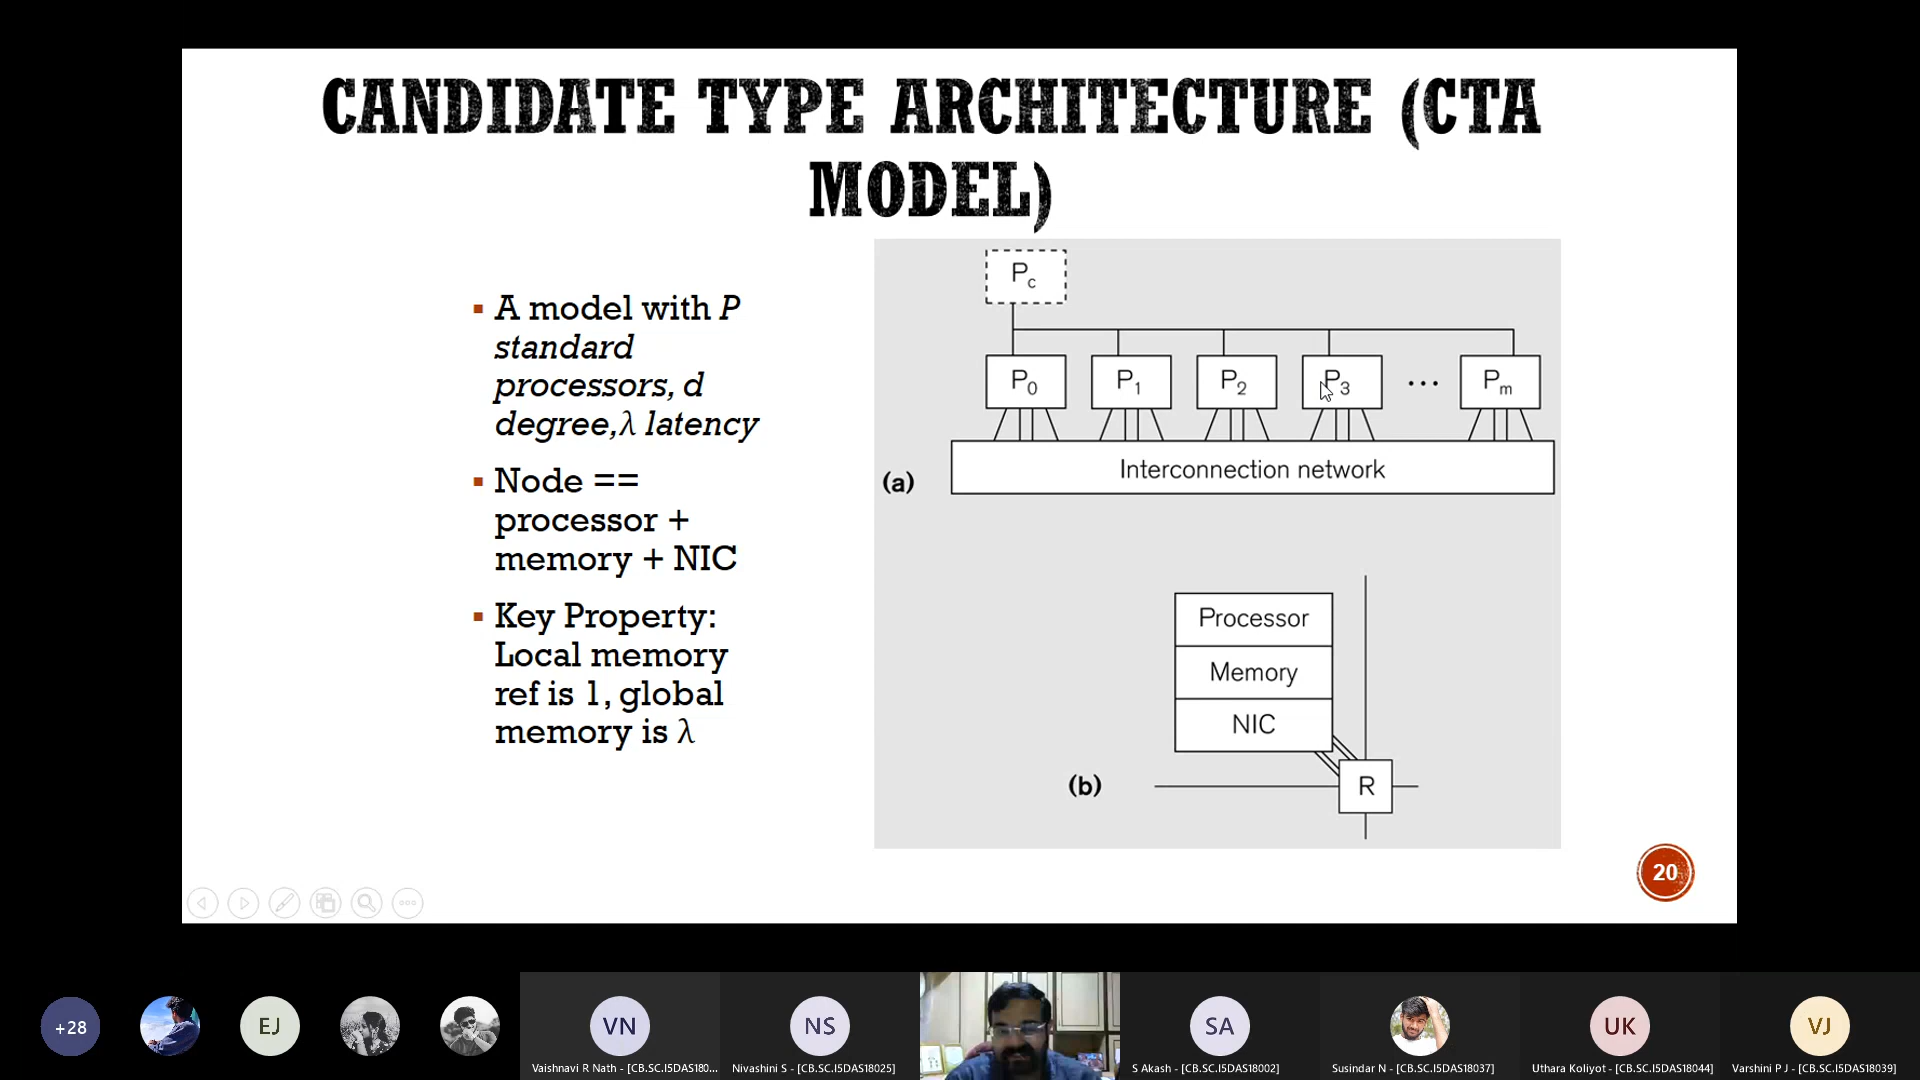 CANDIDATE TYPE ARCHITECTURE (CTA
MODEL)
▪ A model with P
standard
processors, d
degree,λ latency
▪ Node ==
processor +
memory + NIC
▪ Key Property:
Local memory
ref is 1, global
memory is λ
Pc
P0 P1 P2 P3 ... Pm
Interconnection network
(a)
Processor
Memory
NIC
R
(b)
20
+28
EJ
VN
NS
SA
UK
VJ
Vaishnavi R Nath - [CB.SC.I5DAS180...
Nivashini S - [CB.SC.I5DAS18025]
S Akash - [CB.SC.I5DAS18002]
Susindar N - [CB.SC.I5DAS18037]
Uthara Koliyot - [CB.SC.I5DAS18044]
Varshini P J - [CB.SC.I5DAS18039]